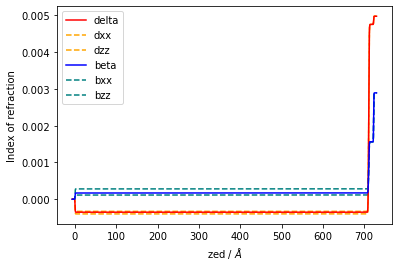 delta
dxx
dzz
beta
bxx
bzz
Index of refraction
0.005
0.004
0.003
0.002
0.001
0.000
0 100 200 300 400 500 600 700
zed / Å